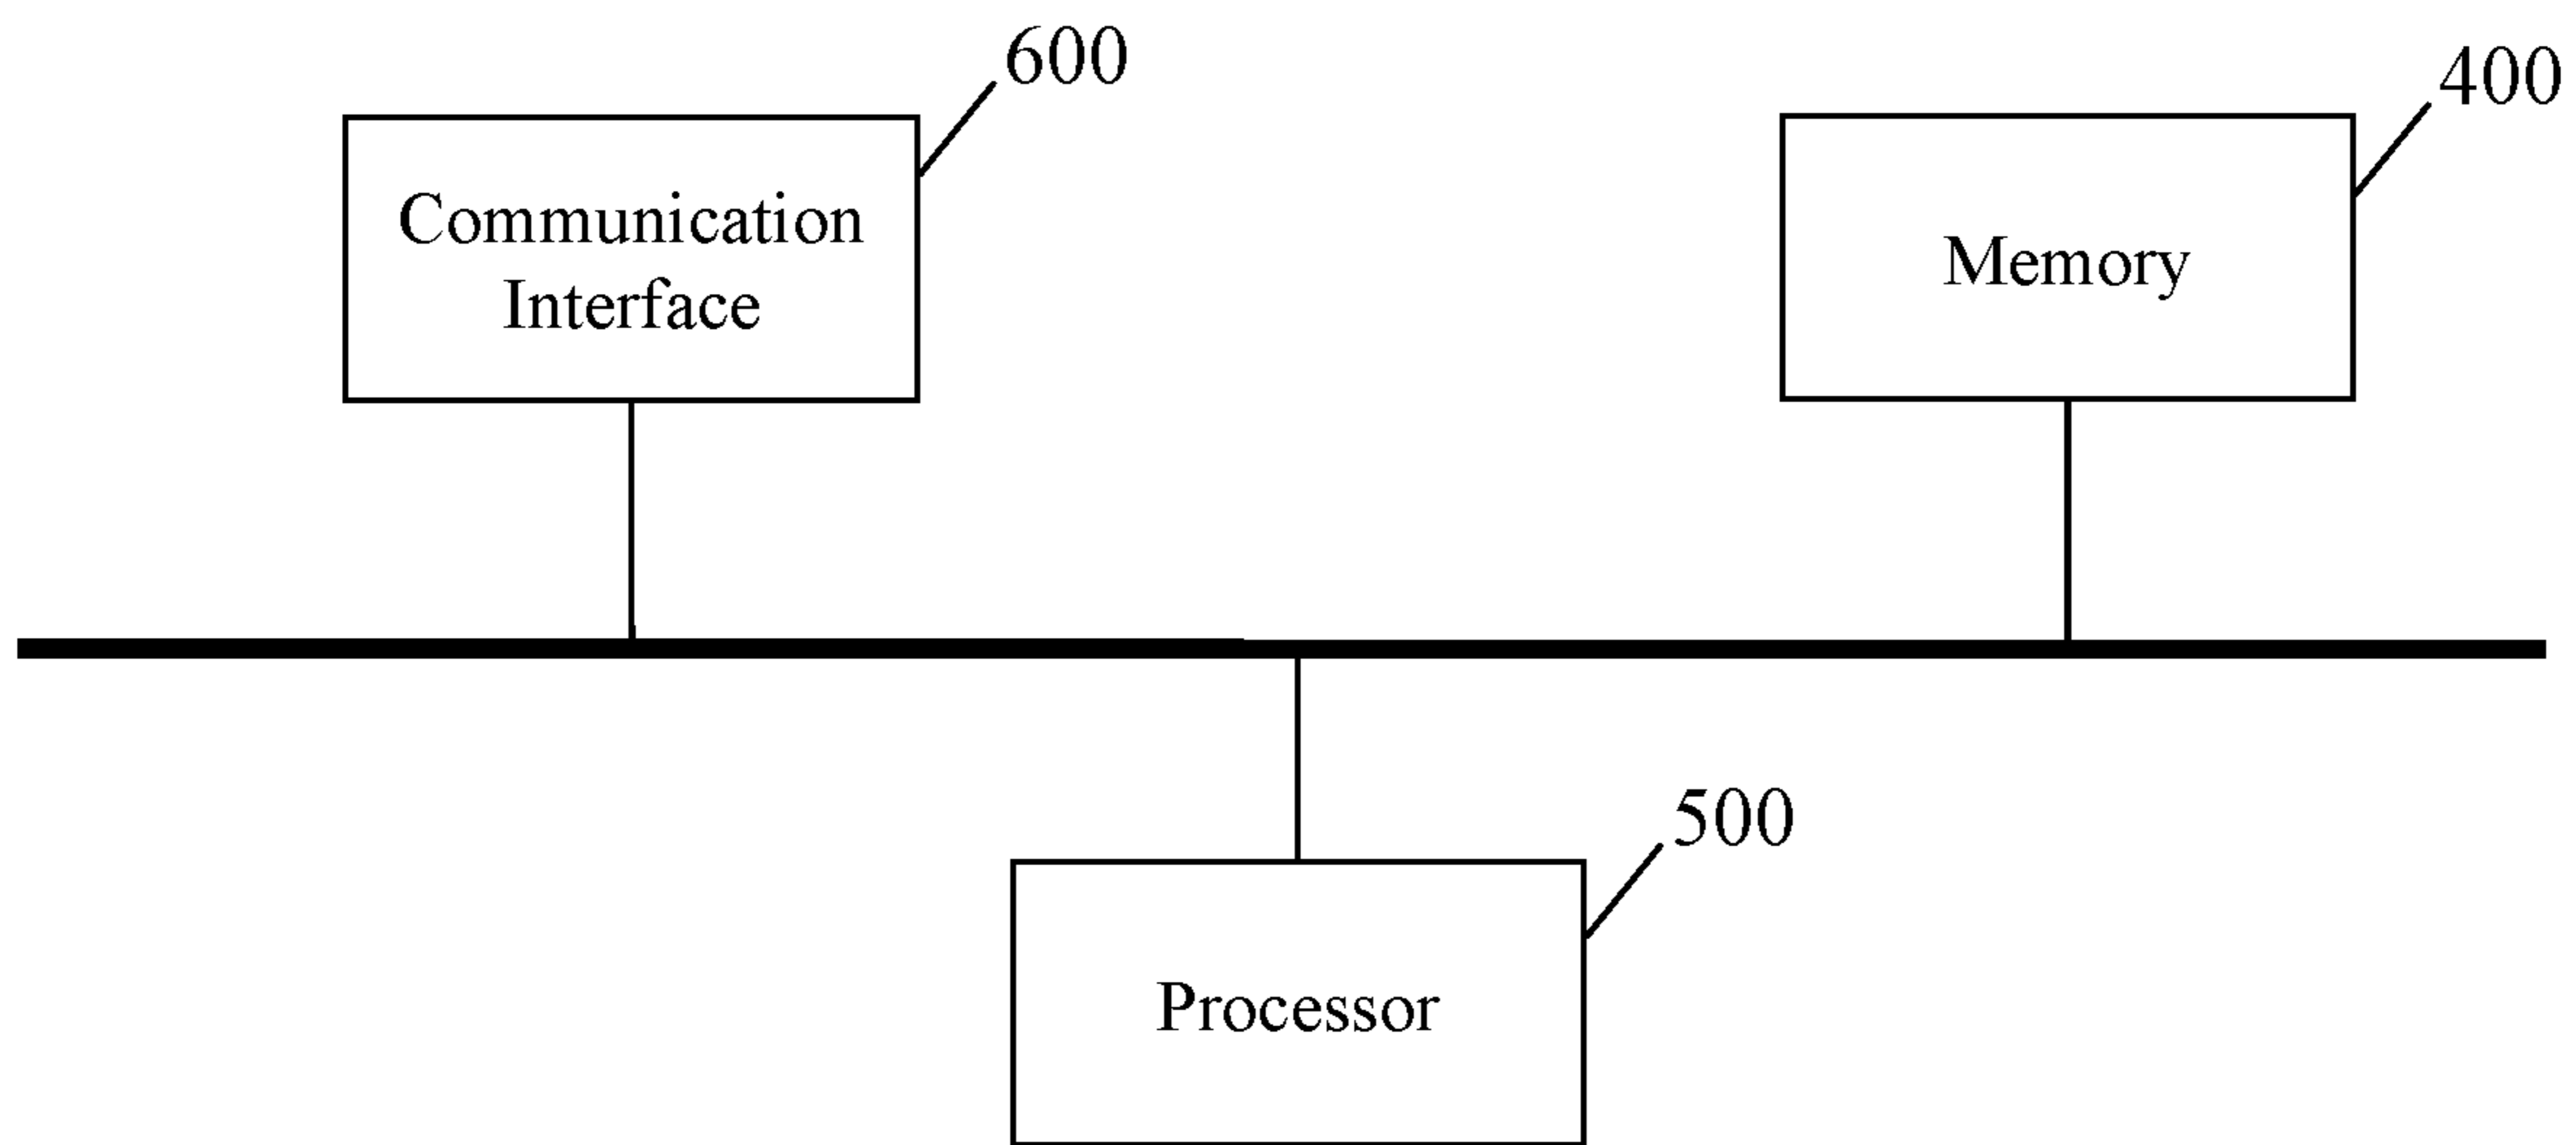 600
400
Communication
Interface
Memory
500
Processor